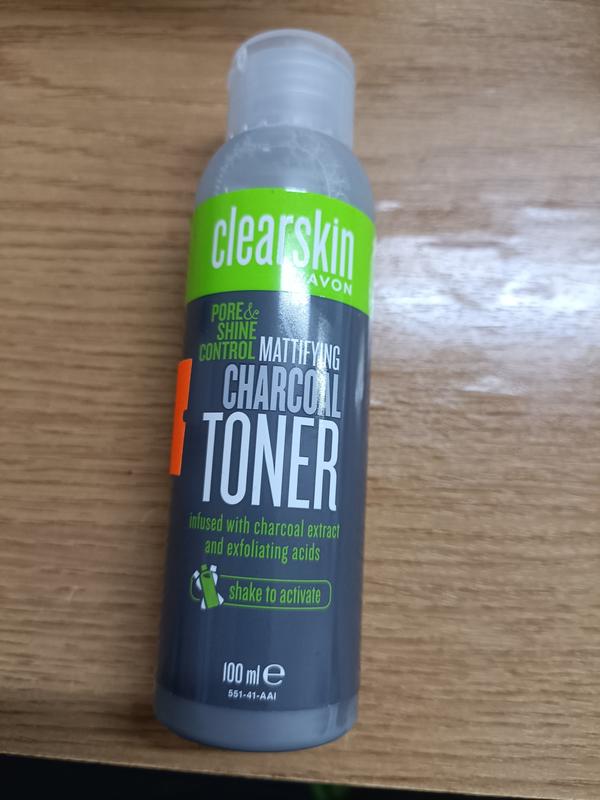 clearskin
AVON
PORE &
SHINE
CONTROL MATTIFYING
CHARCOAL
TONER
infused with charcoal extract
and exfoliating acids
shake to activate
100 ml e
551-41-AAI